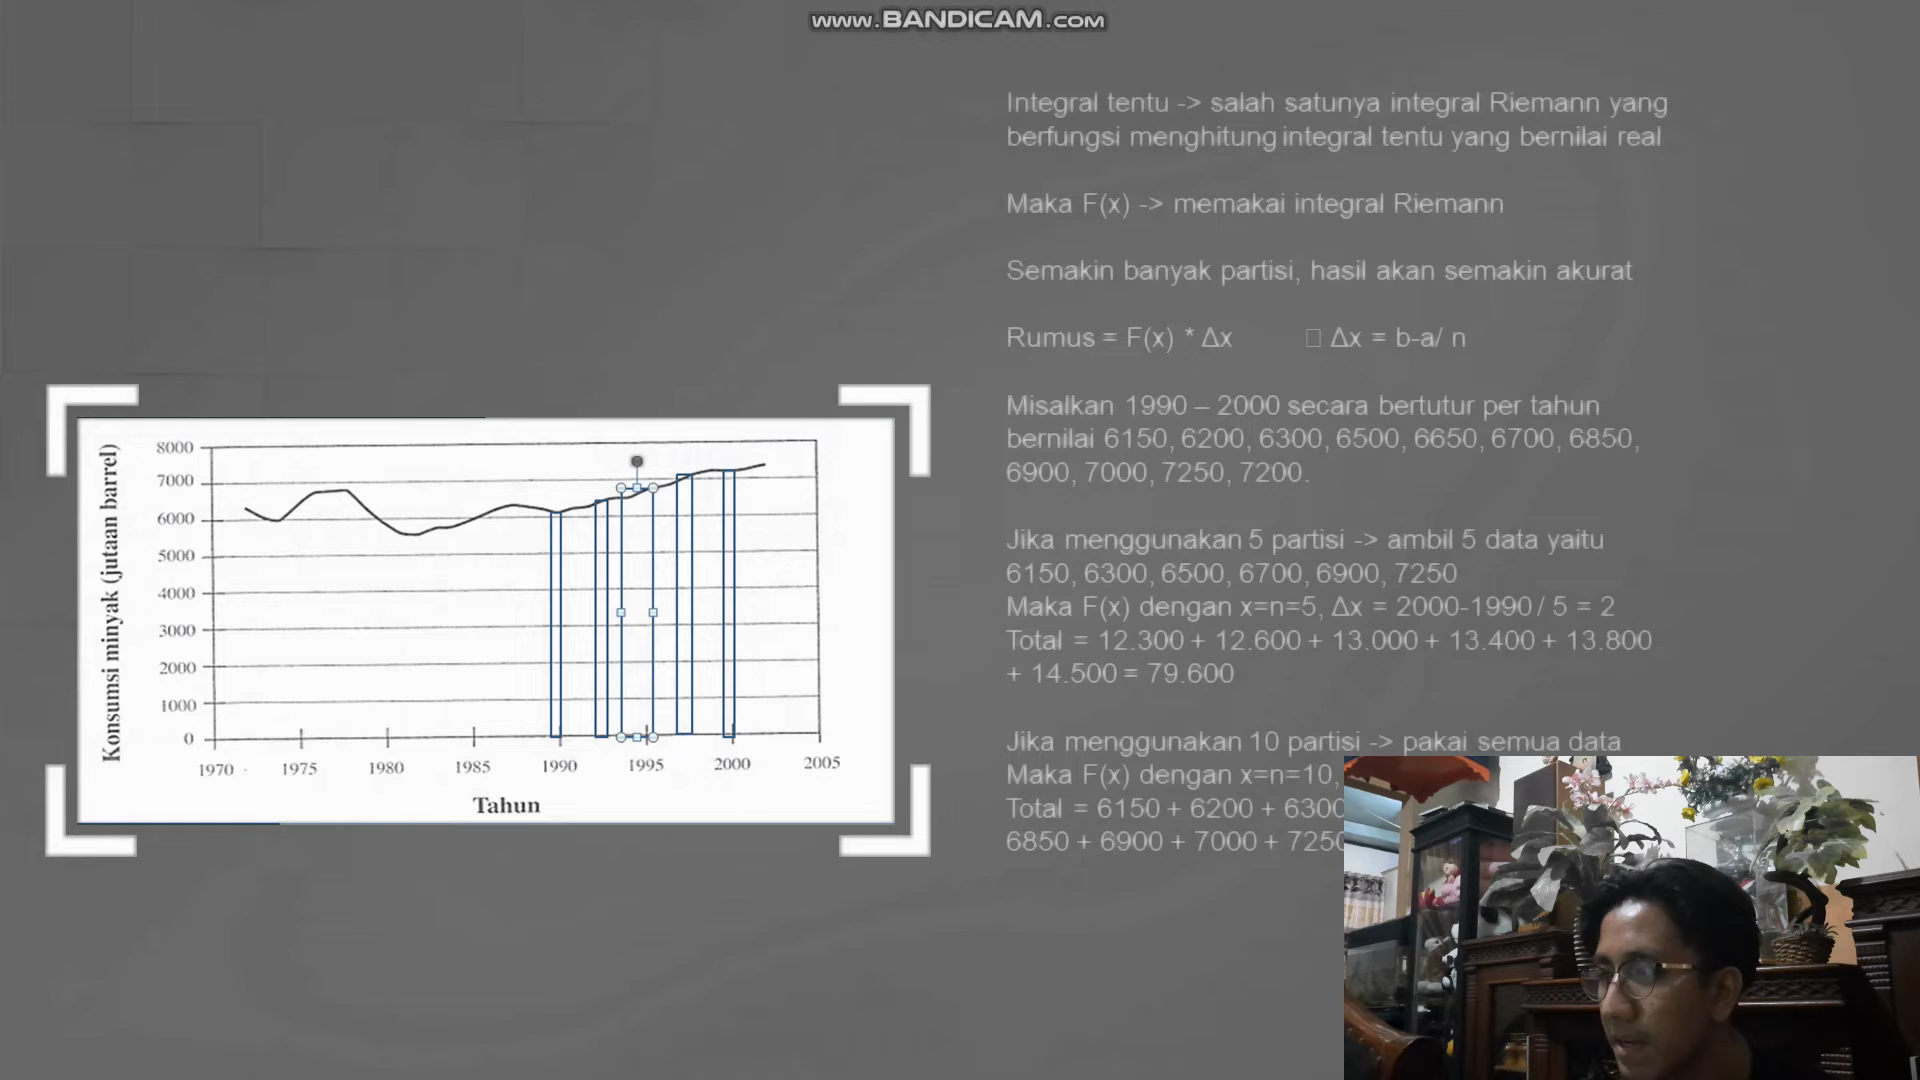 www.BANDICAM.com
Integral tentu -> salah satunya integral Riemann yang
berfungsi menghitung integral tentu yang bernilai real
Maka F(x) -> memakai integral Riemann
Semakin banyak partisi, hasil akan semakin akurat
Rumus = F(x) * Δx □ Δx = b-a/ n
Misalkan 1990 – 2000 secara bertutur per tahun
bernilai 6150, 6200, 6300, 6500, 6650, 6700, 6850,
6900, 7000, 7250, 7200.
Jika menggunakan 5 partisi -> ambil 5 data yaitu
6150, 6300, 6500, 6700, 6900, 7250
Maka F(x) dengan x=n=5, Δx = 2000-1990 / 5 = 2
Total = 12.300 + 12.600 + 13.000 + 13.400 + 13.800
+ 14.500 = 79.600
Jika menggunakan 10 partisi -> pakai semua data
Maka F(x) dengan x=n=10,
Total = 6150 + 6200 + 6300
6850 + 6900 + 7000 + 7250
Konsumsi minyak (jutaan barrel)
8000
7000
6000
5000
4000
3000
2000
1000
0
1970 1975 1980 1985 1990 1995 2000 2005
Tahun